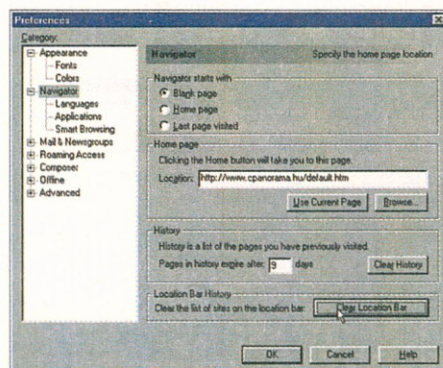 Preferences
Category:
Appearance
Fonts
Colors
Navigator
Languages
Applications
Smart Browsing
Mail & Newsgroups
Roaming Access
Composer
Offline
Advanced
Navigator Specify the home page location
Navigator starts with
Blank page
Home page
Last page visited
Home page
Clicking the Home button will take you to this page.
Location: http://www.cpanorama.hu/default.htm
Use Current Page Browse...
History
History is a list of the pages you have previously visited.
Pages in history expire after: 9 days Clear History
Location Bar History
Clear the list of sites on the location bar: Clear Location Bar
OK Cancel Help